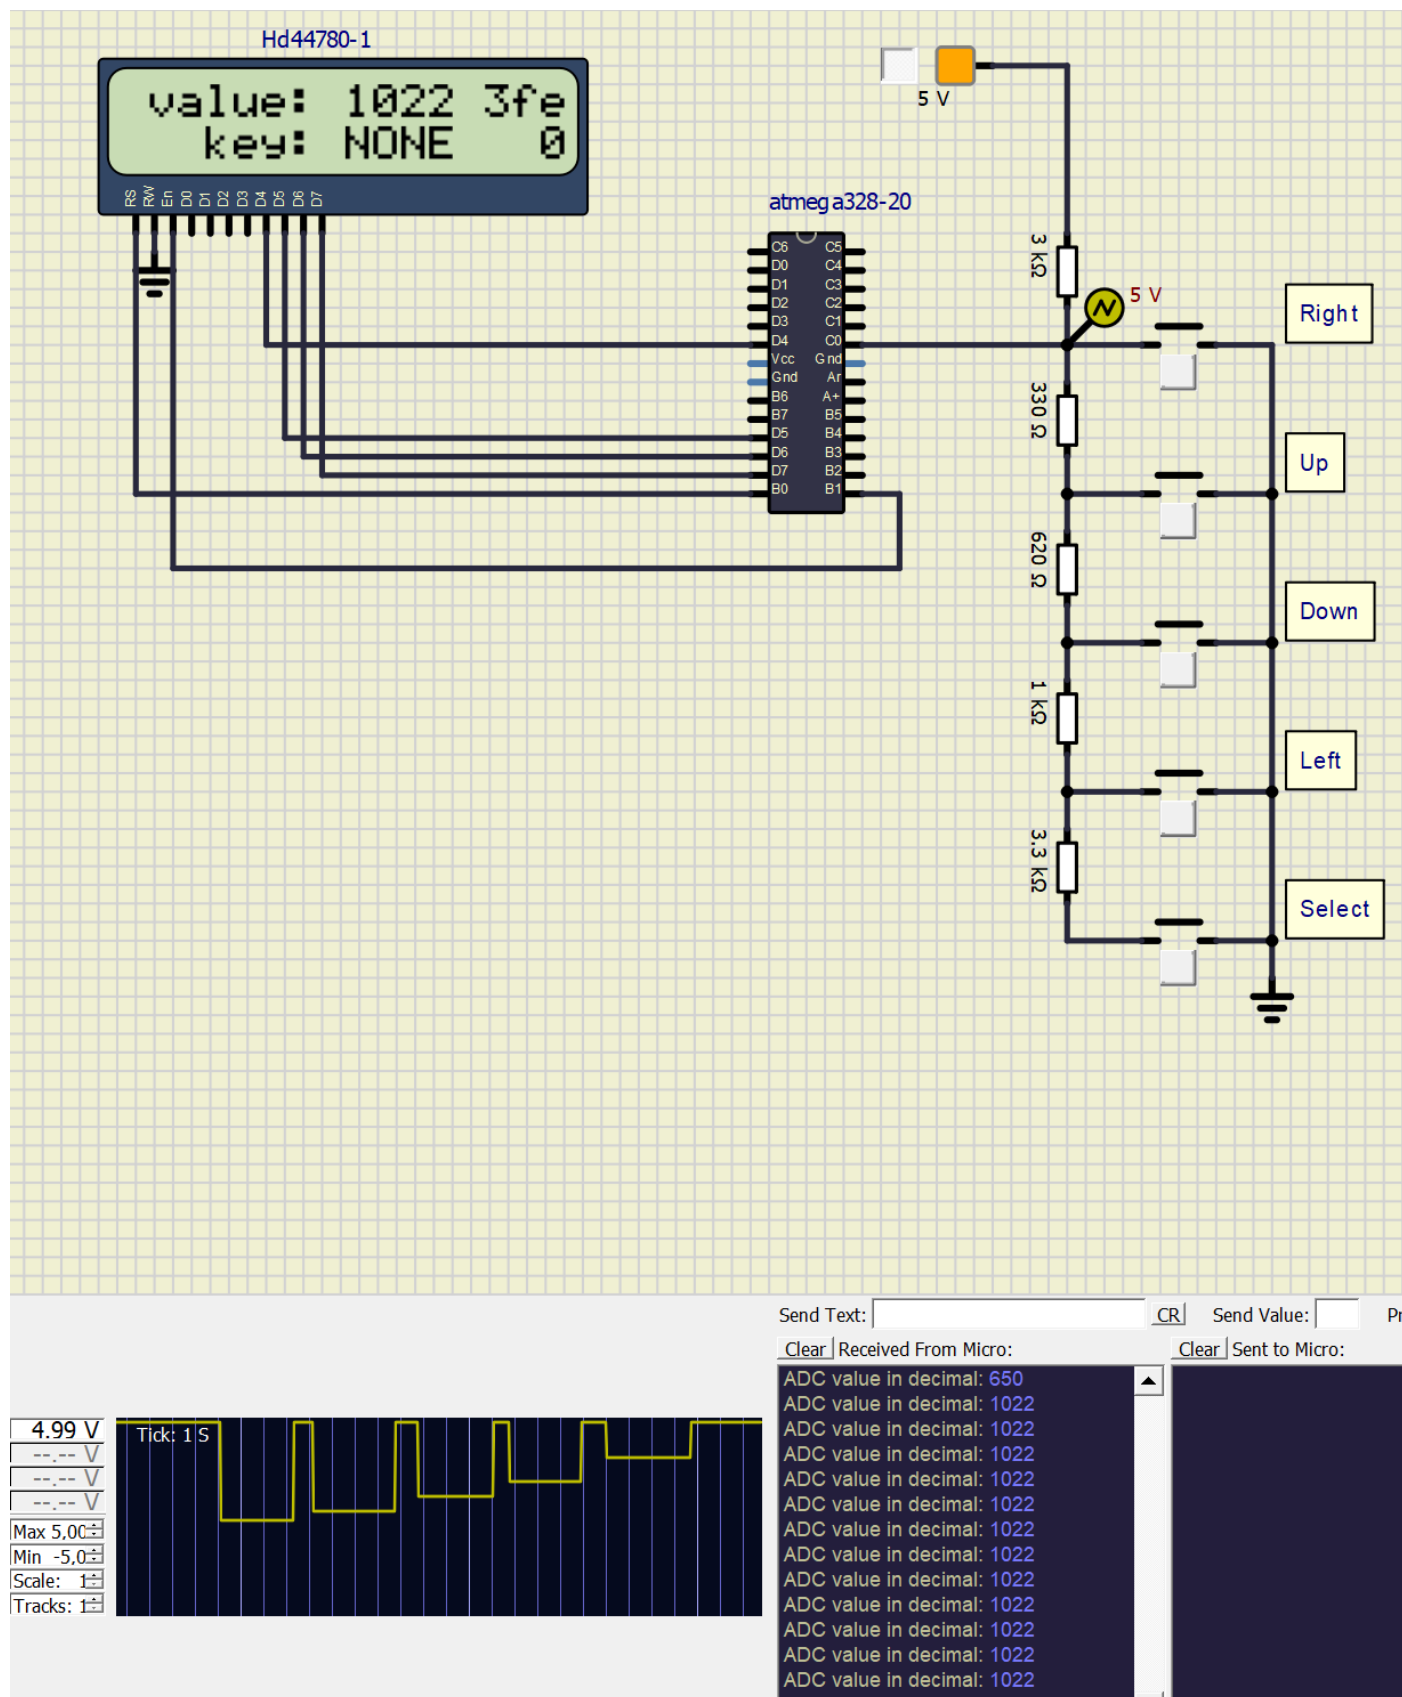 Hd44780-1
value: 1022 3fe
key: NONE 0
RS RW En D0 D1 D2 D3 D4 D5 D6 D7
5 V
atmega328-20
C6 C5
D0 C4
D1 C3
D2 C2
D3 C1
D4 C0
Vcc Gnd
Gnd Ar
B6 A+
B7 B5
D5 B4
D6 B3
D7 B2
B0 B1
3 kΩ
5 V
Right
330 Ω
Up
620 Ω
Down
1 kΩ
Left
3.3 kΩ
Select
Send Text: CR Send Value: Pr
Clear Received From Micro: Clear Sent to Micro:
ADC value in decimal: 650
ADC value in decimal: 1022
ADC value in decimal: 1022
ADC value in decimal: 1022
ADC value in decimal: 1022
ADC value in decimal: 1022
ADC value in decimal: 1022
ADC value in decimal: 1022
ADC value in decimal: 1022
ADC value in decimal: 1022
ADC value in decimal: 1022
ADC value in decimal: 1022
ADC value in decimal: 1022
4.99 V
--.-- V
--.-- V
--.-- V
Tick: 1 S
Max 5,00
Min -5,0
Scale: 1
Tracks: 1